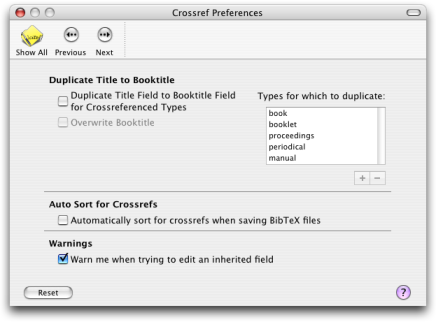 Crossref Preferences
Show All Previous Next
Duplicate Title to Booktitle
Duplicate Title Field to Booktitle Field
for Crossreferenced Types
Overwrite Booktitle
Types for which to duplicate:
book
booklet
proceedings
periodical
manual
Auto Sort for Crossrefs
Automatically sort for crossrefs when saving BibTeX files
Warnings
Warn me when trying to edit an inherited field
Reset
?